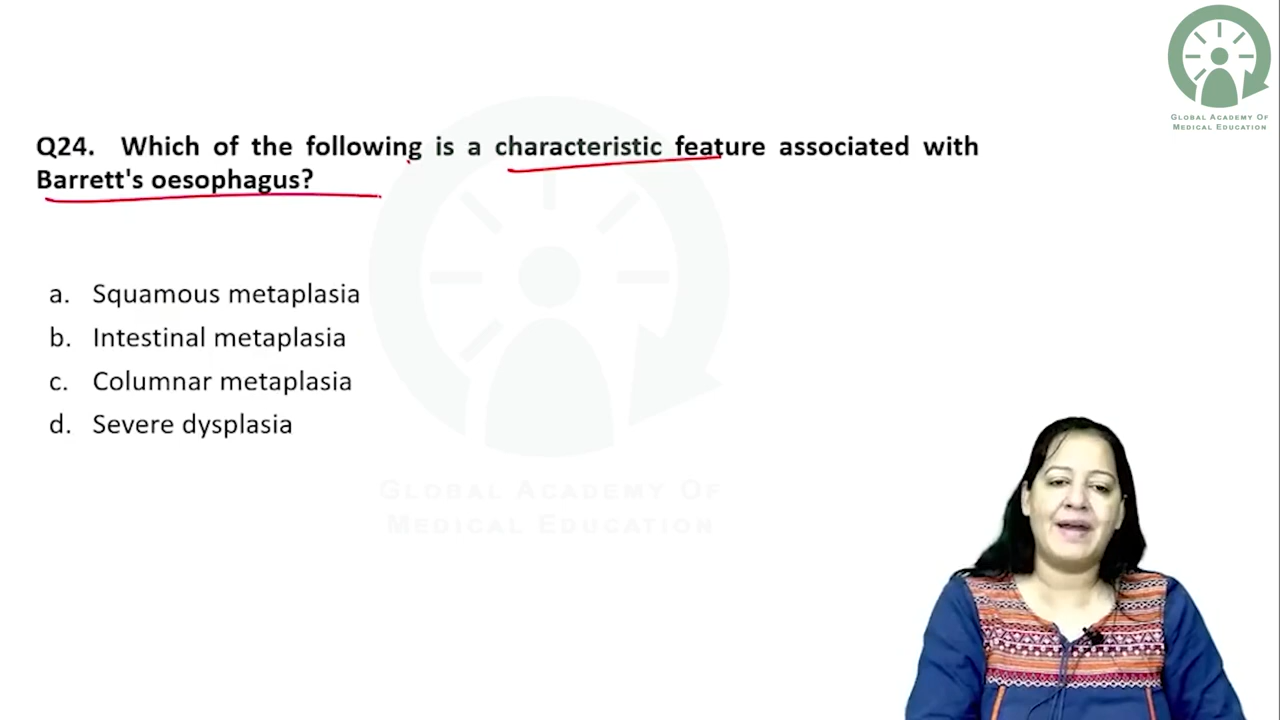 GLOBAL ACADEMY OF
MEDICAL EDUCATION
Q24. Which of the following is a characteristic feature associated with
Barrett's oesophagus?
a. Squamous metaplasia
b. Intestinal metaplasia
c. Columnar metaplasia
d. Severe dysplasia
GLOBAL ACADEMY OF
MEDICAL EDUCATION